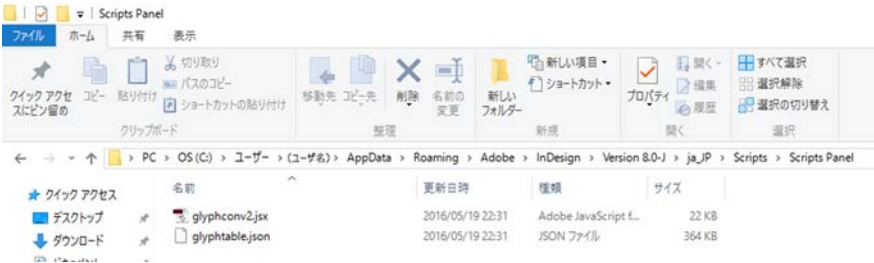 Scripts Panel
ファイル ホーム 共有 表示
クイック アクセスにピン留め コピー 貼り付け 切り取り パスのコピー ショートカットの貼り付け
移動先 コピー先 削除 名前の変更 新しいフォルダー 新しい項目 ショートカット
プロパティ 開く 編集 履歴 すべて選択 選択解除 選択の切り替え
クリップボード 整理 新規 開く 選択
PC › OS (C:) › ユーザー › (ユーザ名) › AppData › Roaming › Adobe › InDesign › Version 8.0-J › ja_JP › Scripts › Scripts Panel
名前 更新日時 種類 サイズ
クイック アクセス
デスクトップ
ダウンロード
glyphconv2.jsx 2016/05/19 22:31 Adobe JavaScript f... 22 KB
glyphtable.json 2016/05/19 22:31 JSON ファイル 364 KB